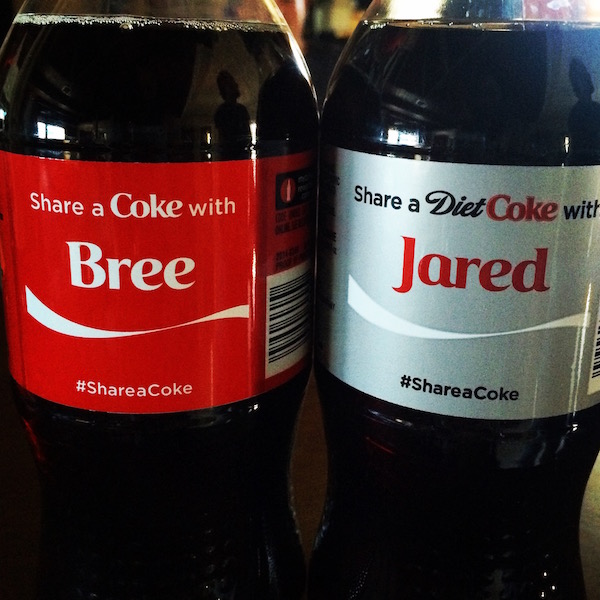 Share a Coke with
Bree
#ShareaCoke
Share a Diet Coke with
Jared
#ShareaCoke